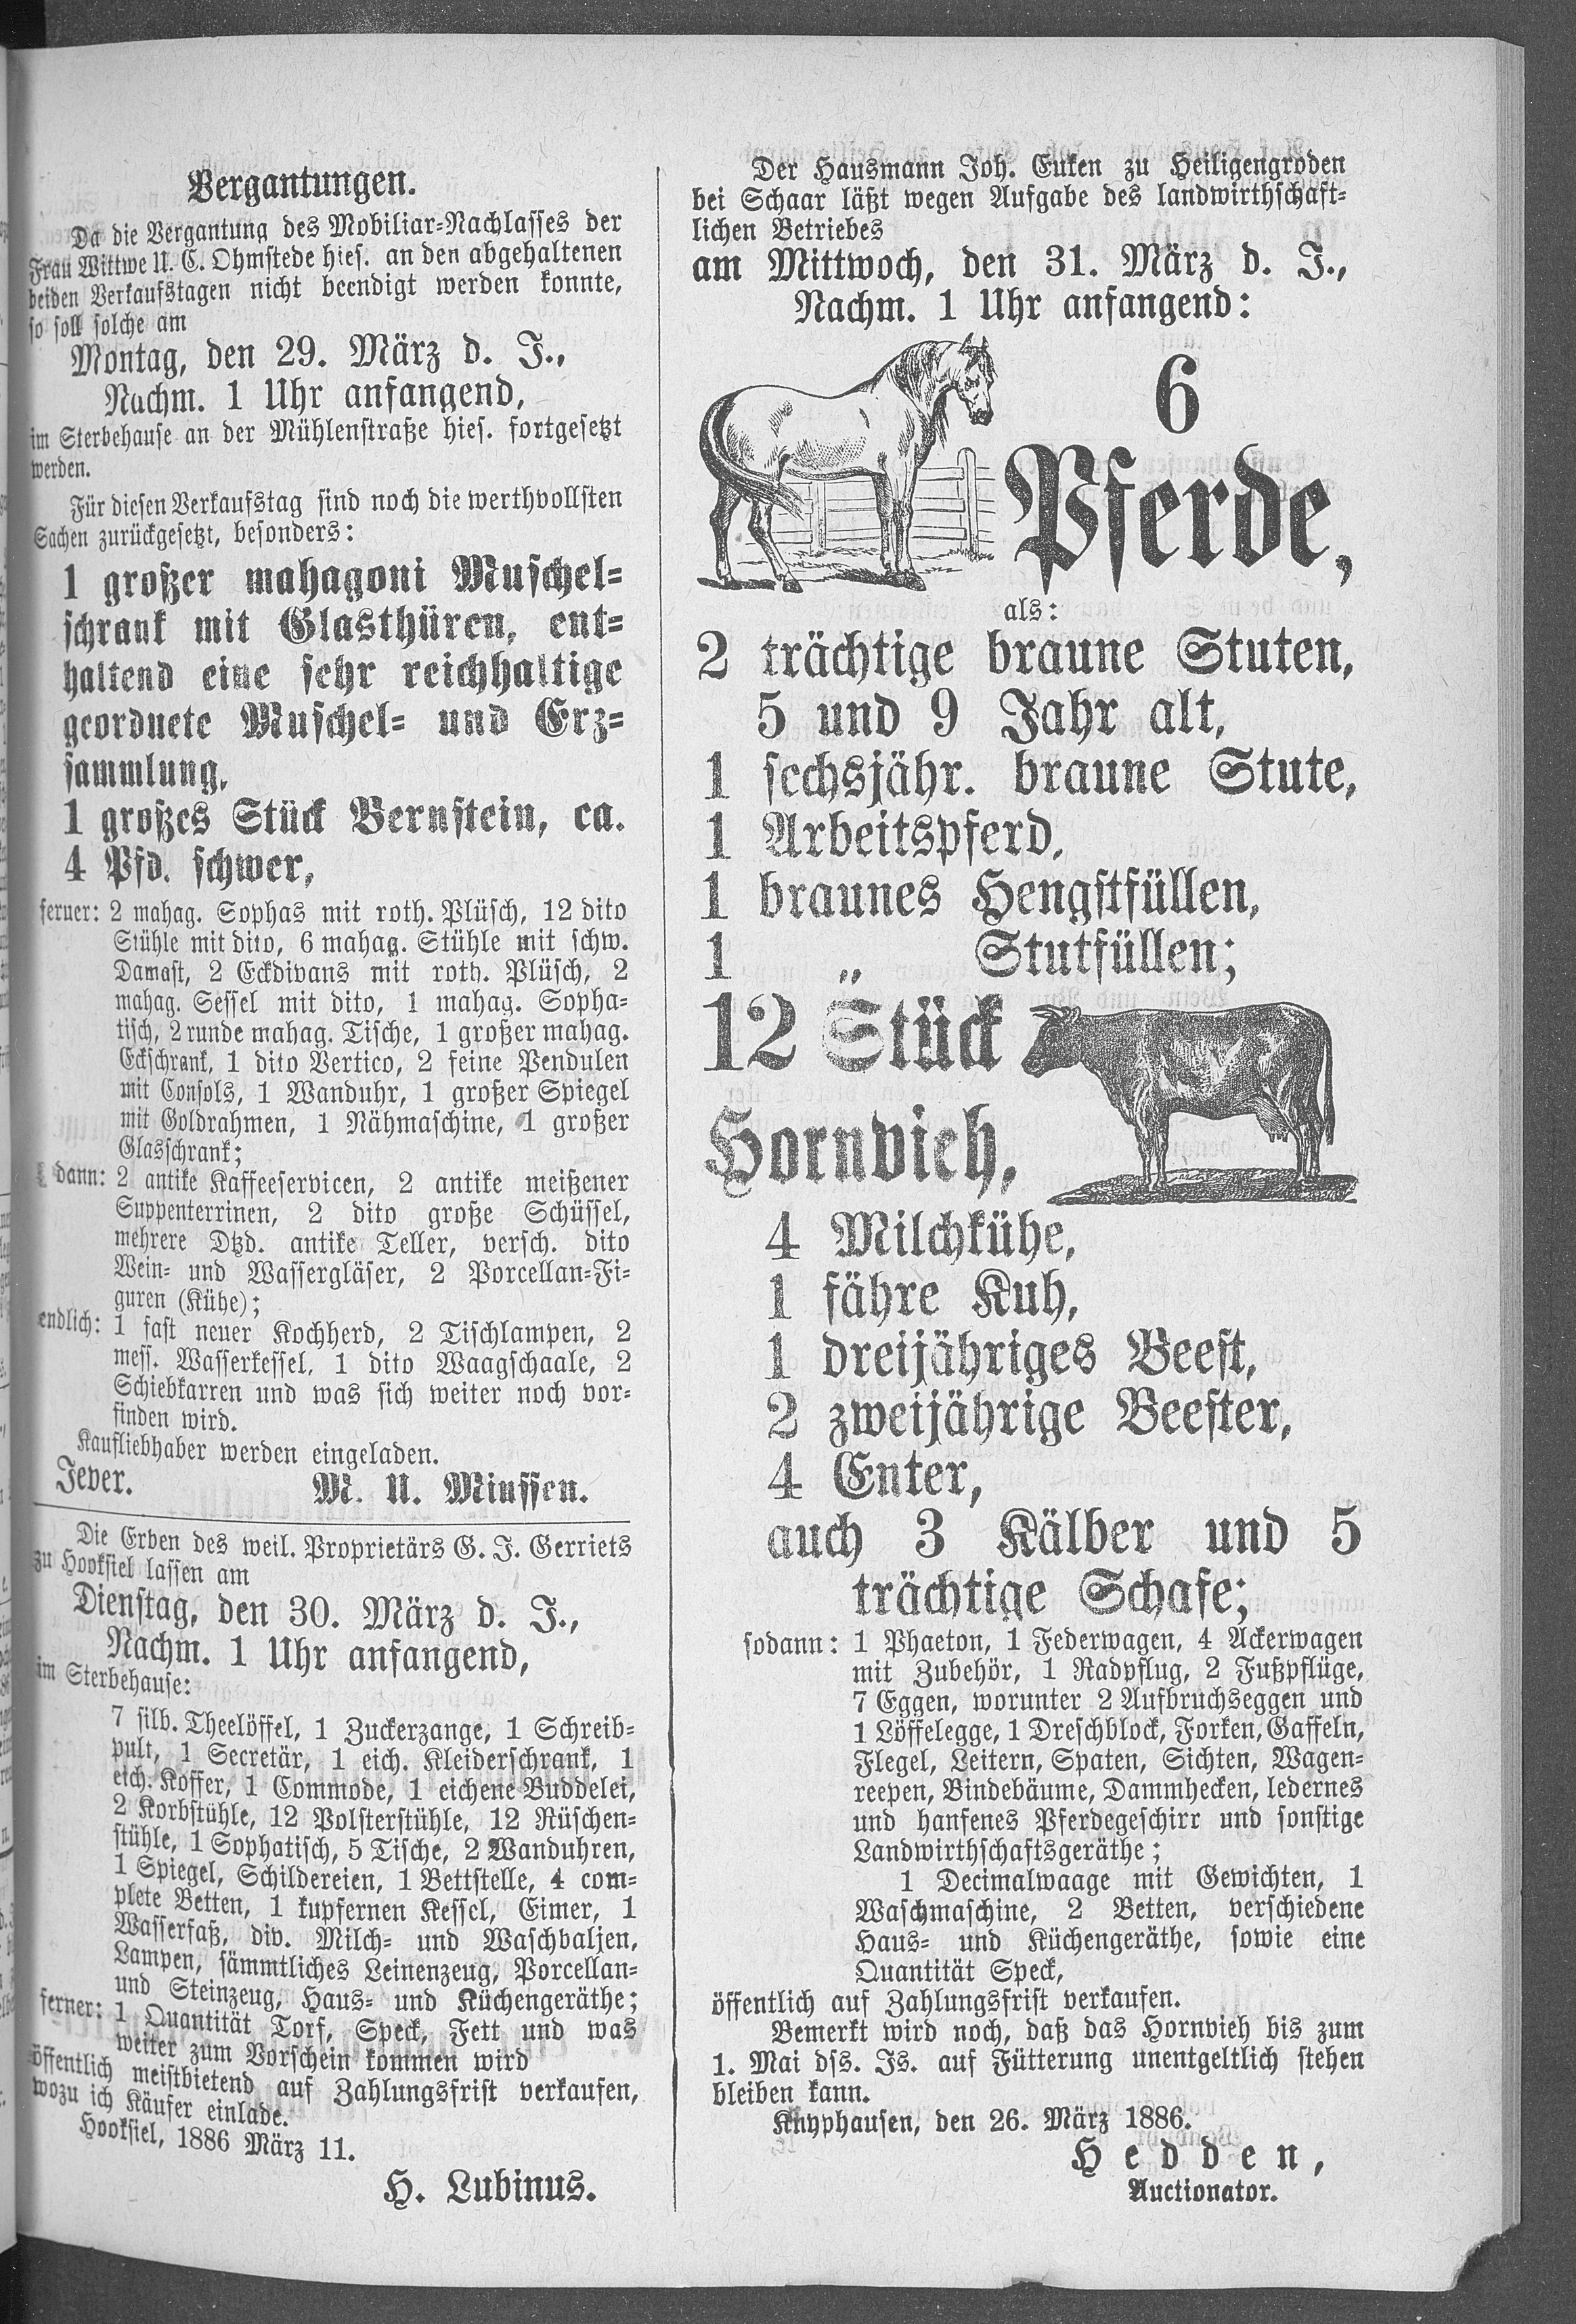 Vergantungen.
Da die Vergantung des Mobiliar-Nachlasses der
Frau Wittwe U. C. Ohmstede hies. an den abgehaltenen
beiden Verkaufstagen nicht beendigt werden konnte,
so soll solche am
Montag, den 29. März d. J.,
Nachm. 1 Uhr anfangend,
im Sterbehause an der Mühlenstraße hies. fortgesetzt
werden.
Für diesen Verkaufstag sind noch die werthvollsten
Sachen zurückgesetzt, besonders:
1 großer mahagoni Muschel-
schrank mit Glasthüren, ent-
haltend eine sehr reichhaltige
geordnete Muschel- und Erz-
sammlung,
1 großes Stück Bernstein, ca.
4 Pfd. schwer,
ferner: 2 mahag. Sophas mit roth. Plüsch, 12 dito
Stühle mit dito, 6 mahag. Stühle mit schw.
Damast, 2 Eckdivans mit roth. Plüsch, 2
mahag. Sessel mit dito, 1 mahag. Sopha-
tisch, 2 runde mahag. Tische, 1 großer mahag.
Eckschrank, 1 dito Vertico, 2 feine Pendulen
mit Consols, 1 Wanduhr, 1 großer Spiegel
mit Goldrahmen, 1 Nähmaschine, 1 großer
Glasschrank;
dann: 2 antike Kaffeeservicen, 2 antike meißener
Suppenterrinen, 2 dito große Schüssel,
mehrere Dtzd. antike Teller, versch. dito
Wein- und Wassergläser, 2 Porcellan-Fi-
guren (Kühe);
endlich: 1 fast neuer Kochherd, 2 Tischlampen, 2
mess. Wasserkessel, 1 dito Waagschaale, 2
Schiebkarren und was sich weiter noch vor-
finden wird.
Kaufliebhaber werden eingeladen.
Jever. M. U. Minssen.
Die Erben des weil. Proprietärs G. J. Gerriets
zu Hooksiel lassen am
Dienstag, den 30. März d. J.,
Nachm. 1 Uhr anfangend,
im Sterbehause:
7 silb. Theelöffel, 1 Zuckerzange, 1 Schreib-
pult, 1 Secretär, 1 eich. Kleiderschrank, 1
eich. Koffer, 1 Commode, 1 eichene Buddelei,
2 Korbstühle, 12 Polsterstühle, 12 Rüschen-
stühle, 1 Sophatisch, 5 Tische, 2 Wanduhren,
1 Spiegel, Schildereien, 1 Bettstelle, 4 com-
plete Betten, 1 kupfernen Kessel, Eimer, 1
Wasserfaß, div. Milch- und Waschbaljen,
Lampen, sämmtliches Leinenzeug, Porcellan-
und Steinzeug, Haus- und Küchengeräthe;
ferner: 1 Quantität Torf, Speck, Fett und was
weiter zum Vorschein kommen wird
öffentlich meistbietend auf Zahlungsfrist verkaufen,
wozu ich Käufer einlade.
Hooksiel, 1886 März 11.
H. Lubinus.
Der Hausmann Joh. Euken zu Heiligengroden
bei Schaar läßt wegen Aufgabe des landwirthschaft-
lichen Betriebes
am Mittwoch, den 31. März d. J.,
Nachm. 1 Uhr anfangend:
6
Pferde,
als:
2 trächtige braune Stuten,
5 und 9 Jahr alt,
1 sechsjähr. braune Stute,
1 Arbeitspferd,
1 braunes Hengstfüllen,
1 „ Stutfüllen;
12 Stück
Hornvieh,
4 Milchkühe,
1 fähre Kuh,
1 dreijähriges Beest,
2 zweijährige Beester,
4 Enter,
auch 3 Kälber und 5
trächtige Schafe;
sodann: 1 Phaeton, 1 Federwagen, 4 Ackerwagen
mit Zubehör, 1 Radpflug, 2 Fußpflüge,
7 Eggen, worunter 2 Aufbruchseggen und
1 Löffelegge, 1 Dreschblock, Forken, Gaffeln,
Flegel, Leitern, Spaten, Sichten, Wagen-
reepen, Bindebäume, Dammhecken, ledernes
und hanfenes Pferdegeschirr und sonstige
Landwirthschaftsgeräthe;
1 Decimalwaage mit Gewichten, 1
Waschmaschine, 2 Betten, verschiedene
Haus- und Küchengeräthe, sowie eine
Quantität Speck,
öffentlich auf Zahlungsfrist verkaufen.
Bemerkt wird noch, daß das Hornvieh bis zum
1. Mai dss. Js. auf Fütterung unentgeltlich stehen
bleiben kann.
Knyphausen, den 26. März 1886.
Hedden,
Auctionator.